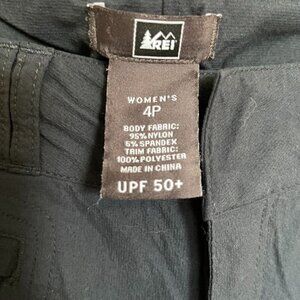 REI
WOMEN'S
4P
BODY FABRIC:
95% NYLON
5% SPANDEX
TRIM FABRIC:
100% POLYESTER
MADE IN CHINA
UPF 50+